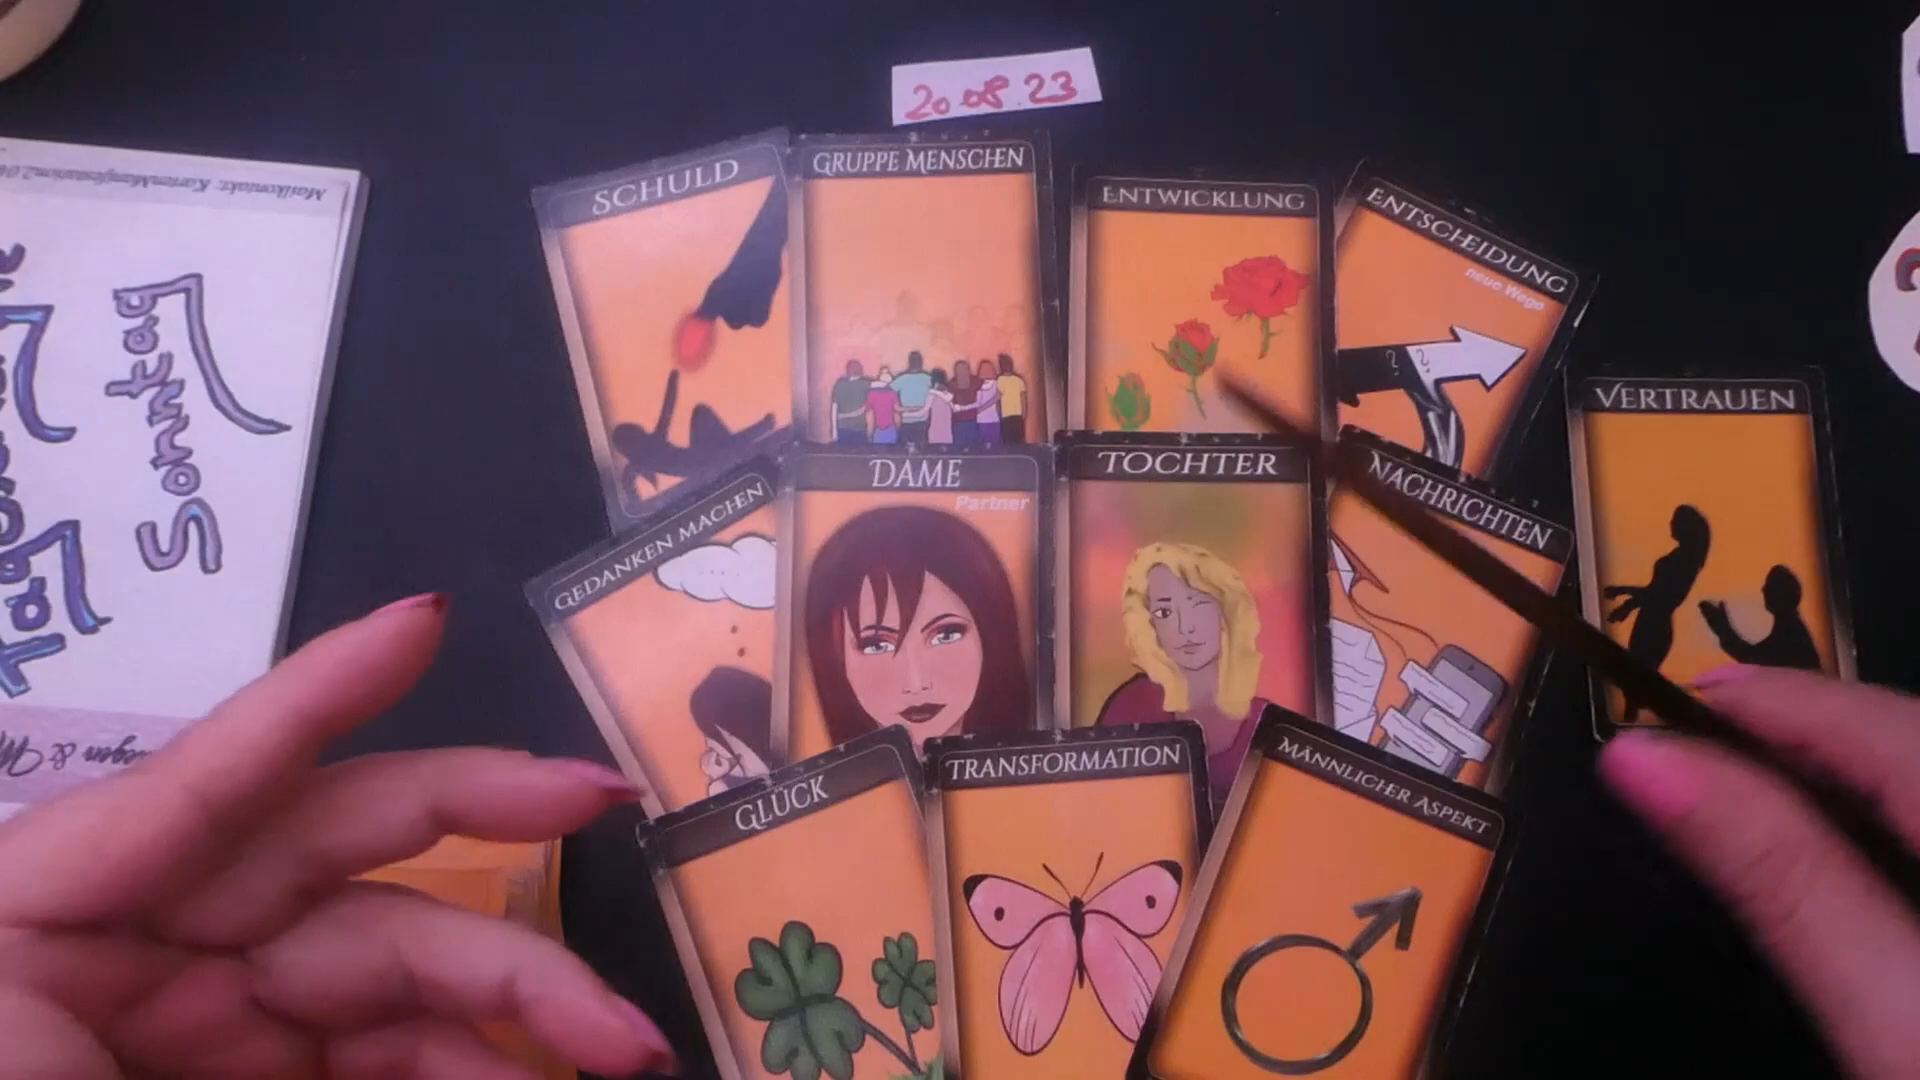 20.08.23
SCHULD
GRUPPE MENSCHEN
ENTWICKLUNG
ENTSCHEIDUNG
neue Wege
VERTRAUEN
GEDANKEN MACHEN
DAME
Partner
TOCHTER
NACHRICHTEN
GLÜCK
TRANSFORMATION
MÄNNLICHER ASPEKT
? ?
Sonntag